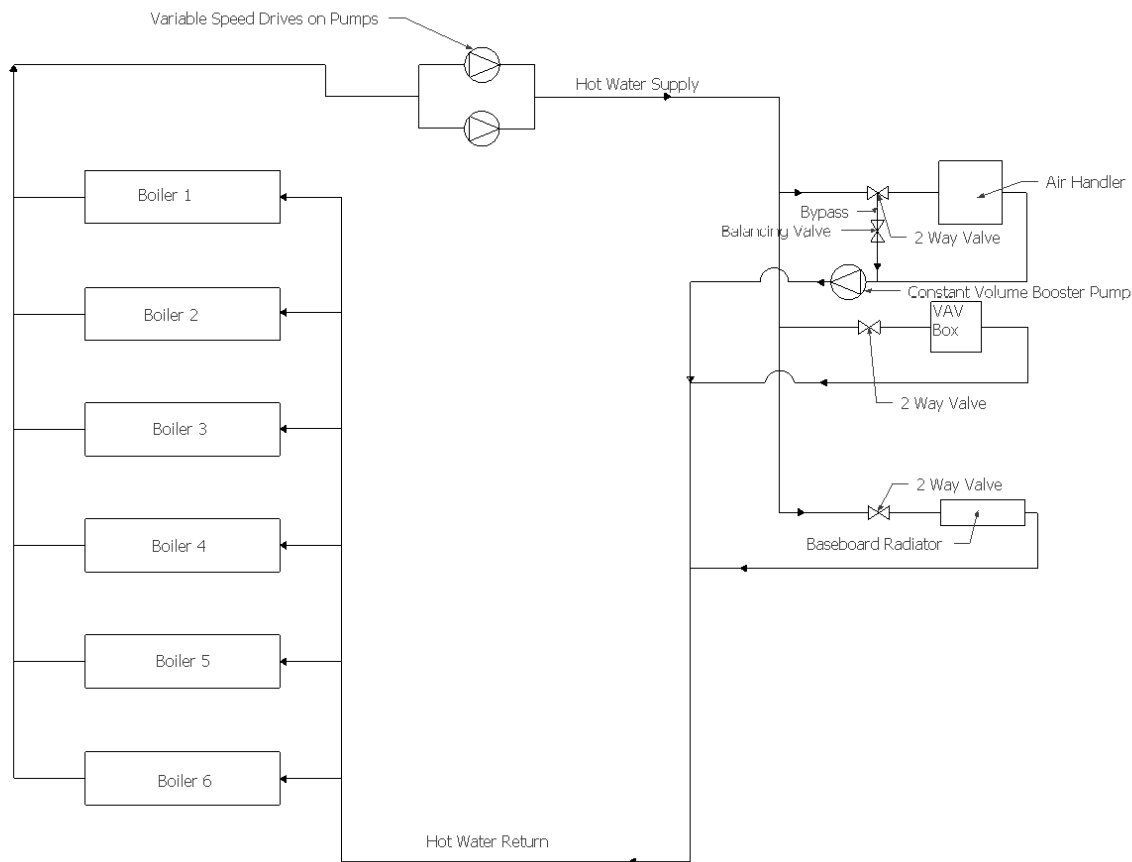 Variable Speed Drives on Pumps
Hot Water Supply
Boiler 1
Air Handler
Bypass
Balancing Valve
2 Way Valve
Boiler 2
Constant Volume Booster Pump
VAV
Box
2 Way Valve
Boiler 3
2 Way Valve
Boiler 4
Baseboard Radiator
Boiler 5
Boiler 6
Hot Water Return